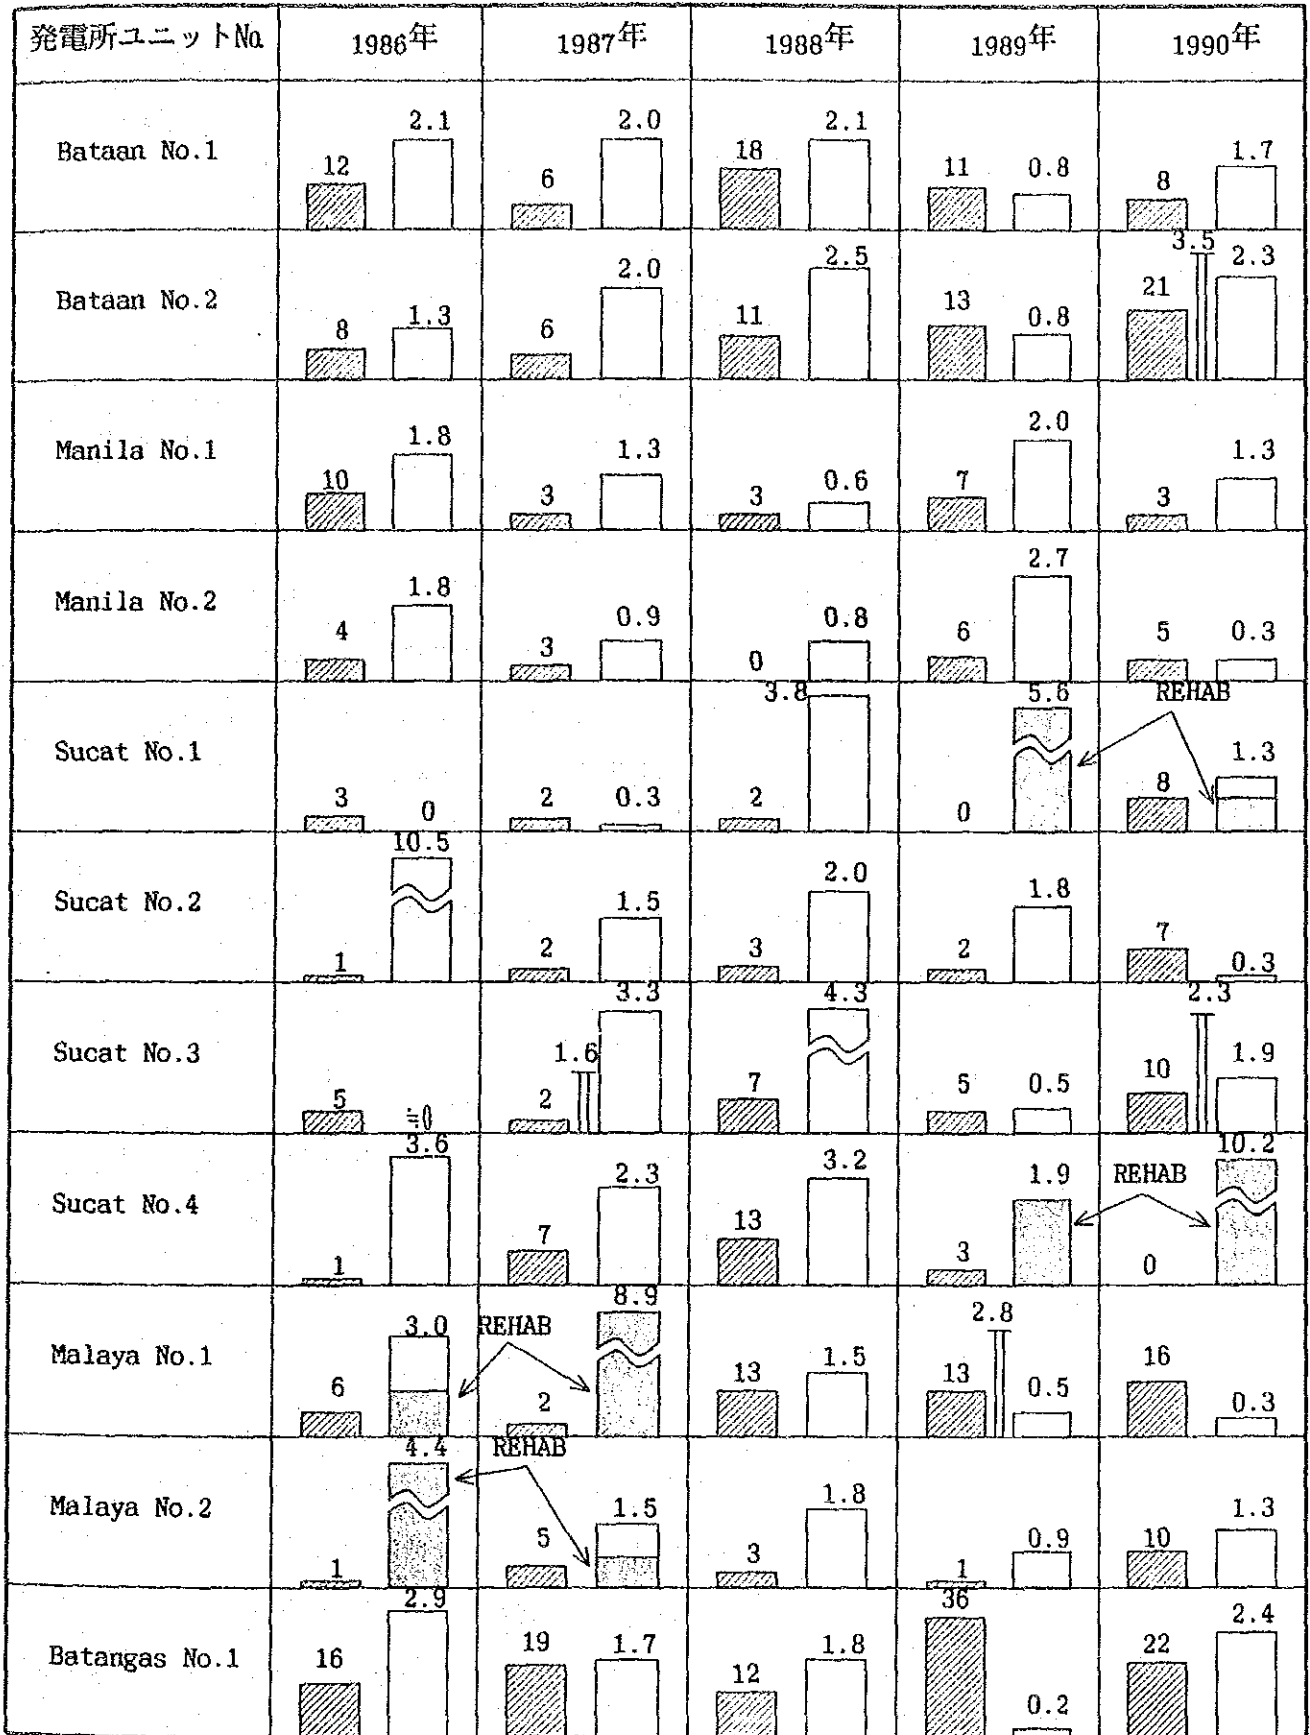 発電所ユニットNo. 1986年 1987年 1988年 1989年 1990年
Bataan No.1 12 2.1 6 2.0 18 2.1 11 0.8 8 1.7
Bataan No.2 8 1.3 6 2.0 11 2.5 13 0.8 21 3.5 2.3
Manila No.1 10 1.8 3 1.3 3 0.6 7 2.0 3 1.3
Manila No.2 4 1.8 3 0.9 0 0.8 6 2.7 5 0.3
Sucat No.1 3 0 2 0.3 2 3.8 0 5.6 REHAB 8 1.3
Sucat No.2 1 10.5 2 1.5 3 2.0 2 1.8 7 0.3
Sucat No.3 5 ≒0 2 1.6 3.3 7 4.3 5 0.5 10 2.3 1.9
Sucat No.4 1 3.6 7 2.3 13 3.2 3 1.9 REHAB 0 10.2
Malaya No.1 6 3.0 REHAB 2 8.9 13 1.5 13 2.8 0.5 16 0.3
Malaya No.2 1 4.4 REHAB 5 1.5 3 1.8 1 0.9 10 1.3
Batangas No.1 16 2.9 19 1.7 12 1.8 36 0.2 22 2.4